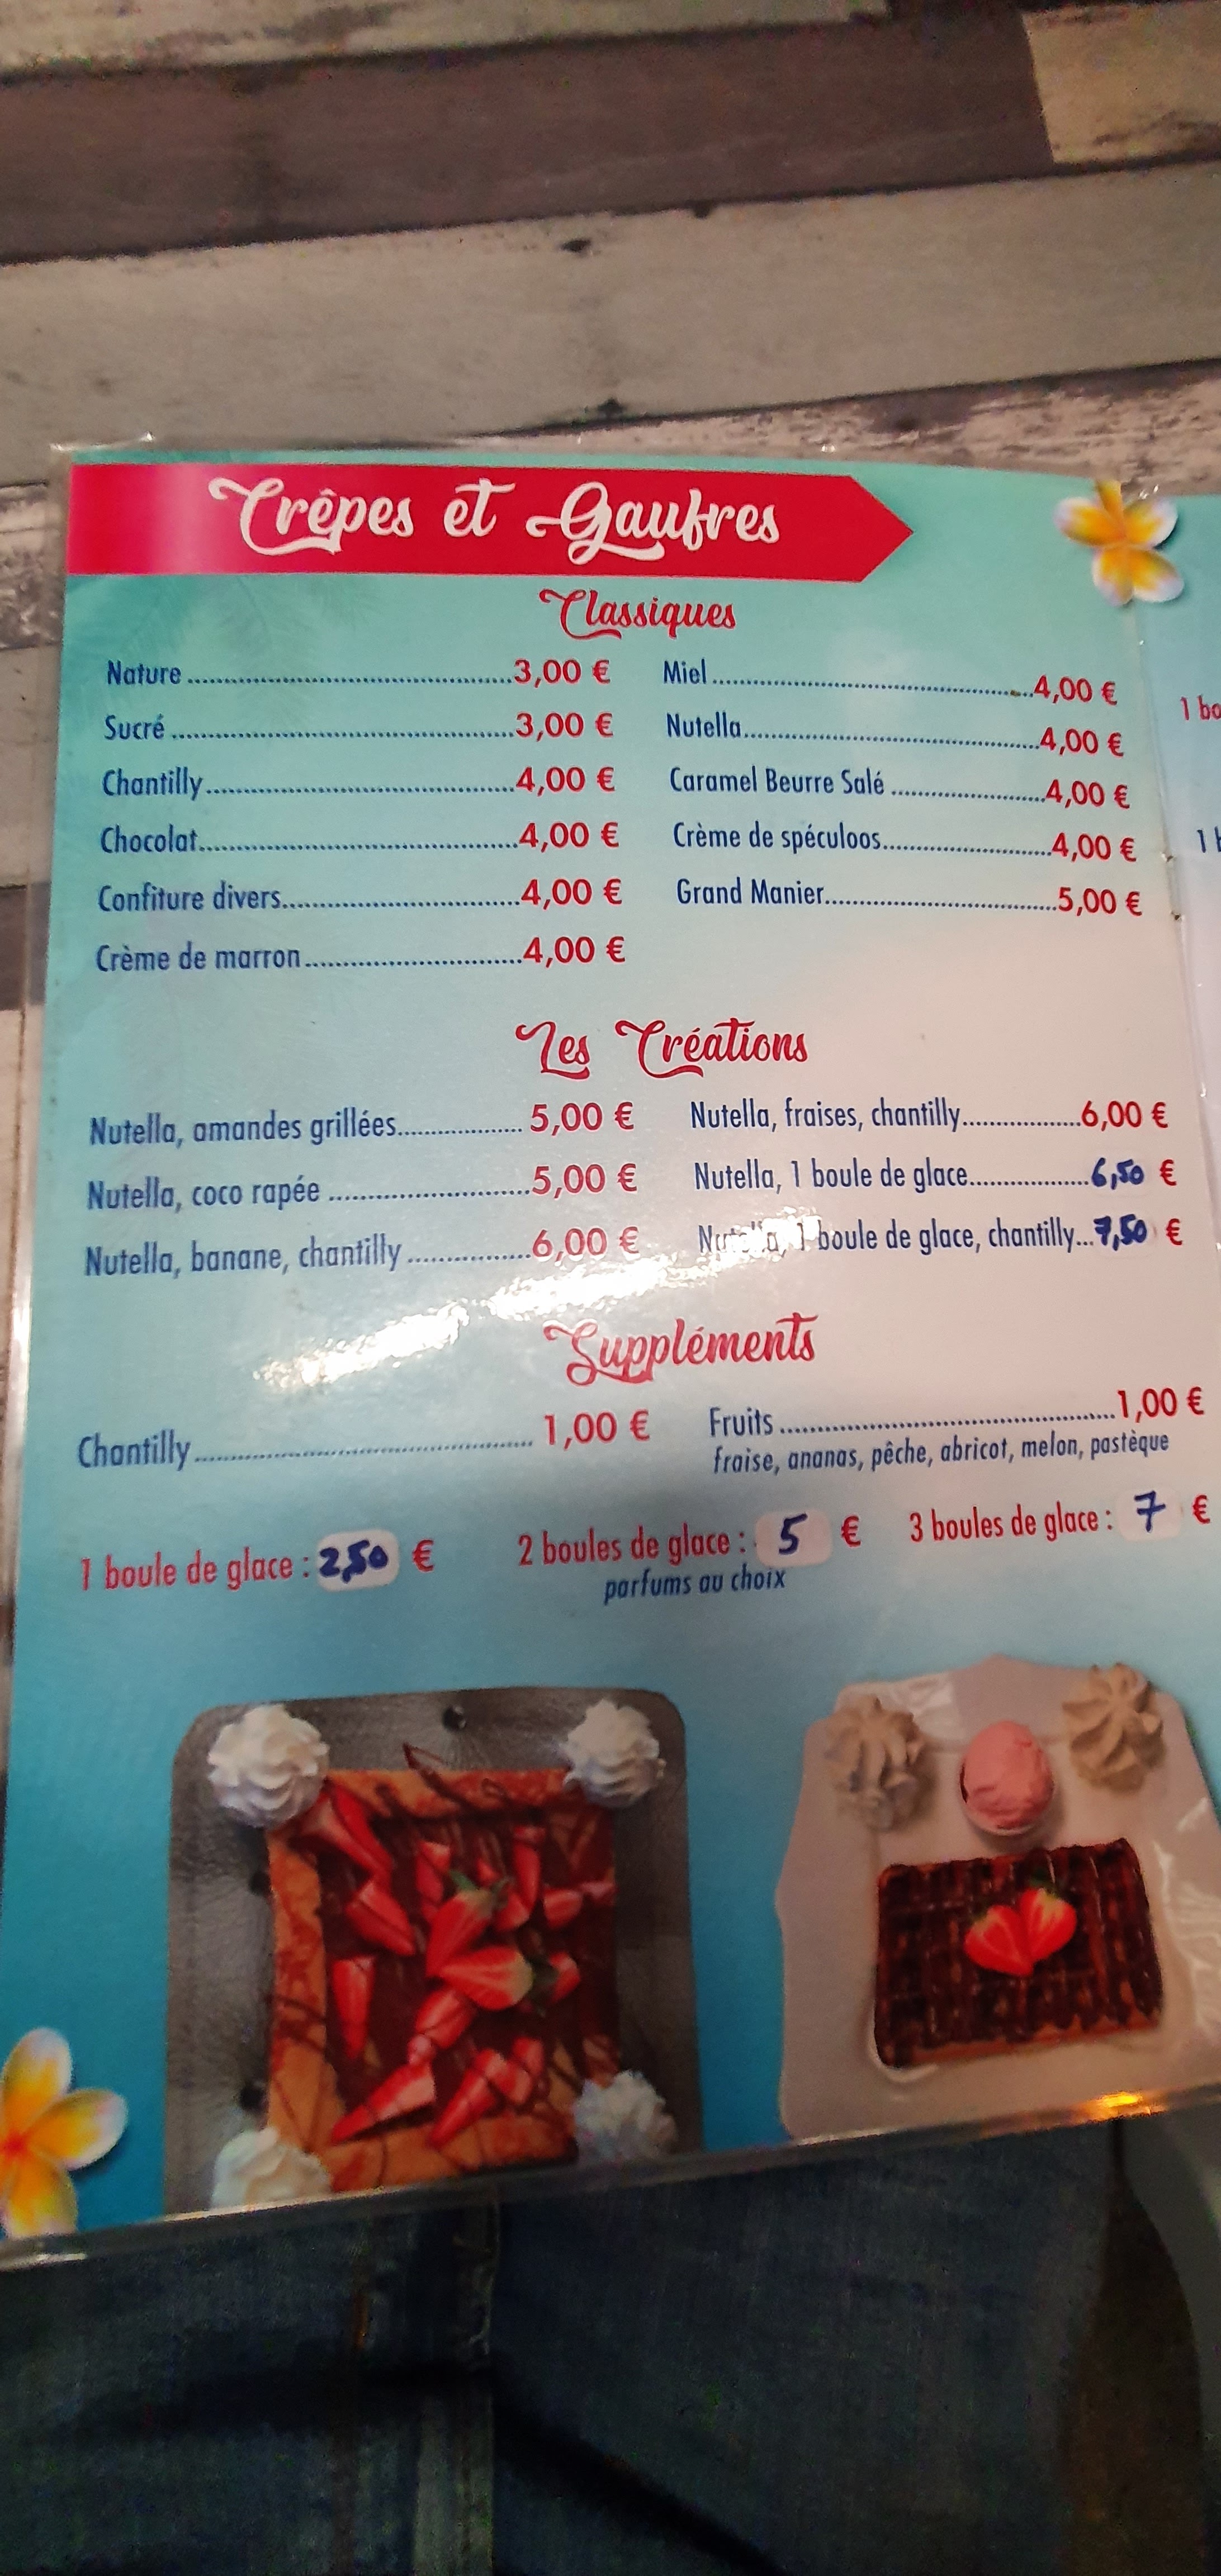 Crêpes et Gaufres
Classiques
Nature 3,00 €
Sucré 3,00 €
Chantilly 4,00 €
Chocolat 4,00 €
Confiture divers 4,00 €
Crème de marron 4,00 €
Miel 4,00 €
Nutella 4,00 €
Caramel Beurre Salé 4,00 €
Crème de spéculoos 4,00 €
Grand Manier 5,00 €
Les Créations
Nutella, amandes grillées 5,00 €
Nutella, coco rapée 5,00 €
Nutella, banane, chantilly 6,00 €
Nutella, fraises, chantilly 6,00 €
Nutella, 1 boule de glace 6,50 €
Nutella, 1 boule de glace, chantilly 7,50 €
Suppléments
Chantilly 1,00 €
Fruits 1,00 €
fraise, ananas, pêche, abricot, melon, pastèque
1 boule de glace : 2,50 €
2 boules de glace : 5 €
3 boules de glace : 7 €
parfums au choix